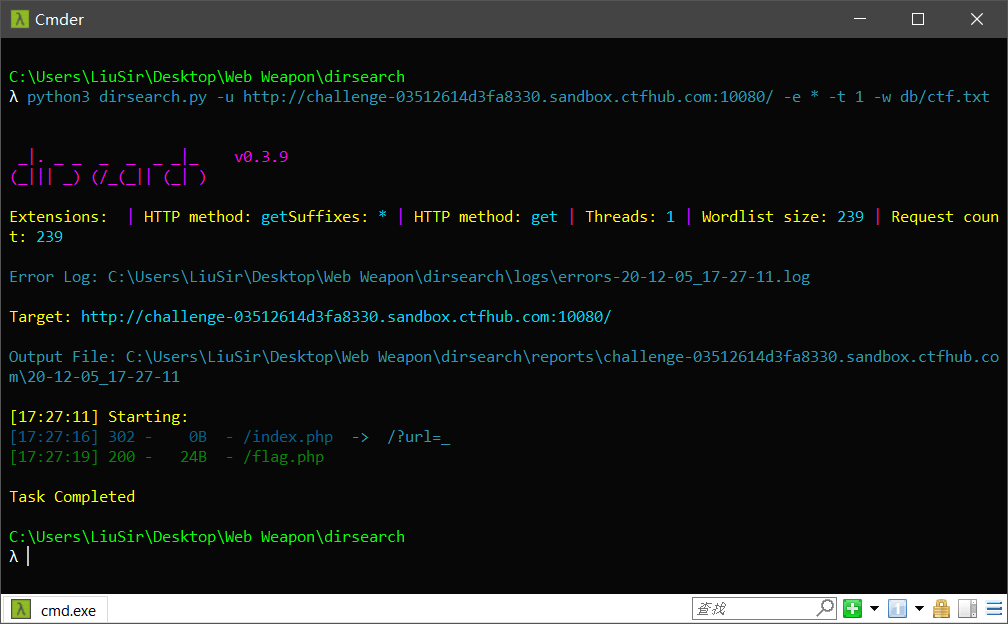 Cmder
C:\Users\LiuSir\Desktop\Web Weapon\dirsearch
λ python3 dirsearch.py -u http://challenge-03512614d3fa8330.sandbox.ctfhub.com:10080/ -e * -t 1 -w db/ctf.txt
 _|. _ _  _  _  _ _|_    v0.3.9
(_||| _) (/_(_|| (_| )
Extensions:  | HTTP method: getSuffixes: * | HTTP method: get | Threads: 1 | Wordlist size: 239 | Request coun
t: 239
Error Log: C:\Users\LiuSir\Desktop\Web Weapon\dirsearch\logs\errors-20-12-05_17-27-11.log
Target: http://challenge-03512614d3fa8330.sandbox.ctfhub.com:10080/
Output File: C:\Users\LiuSir\Desktop\Web Weapon\dirsearch\reports\challenge-03512614d3fa8330.sandbox.ctfhub.co
m\20-12-05_17-27-11
[17:27:11] Starting:
[17:27:16] 302 -    0B  - /index.php  ->  /?url=_
[17:27:19] 200 -   24B  - /flag.php
Task Completed
C:\Users\LiuSir\Desktop\Web Weapon\dirsearch
λ
cmd.exe
查找